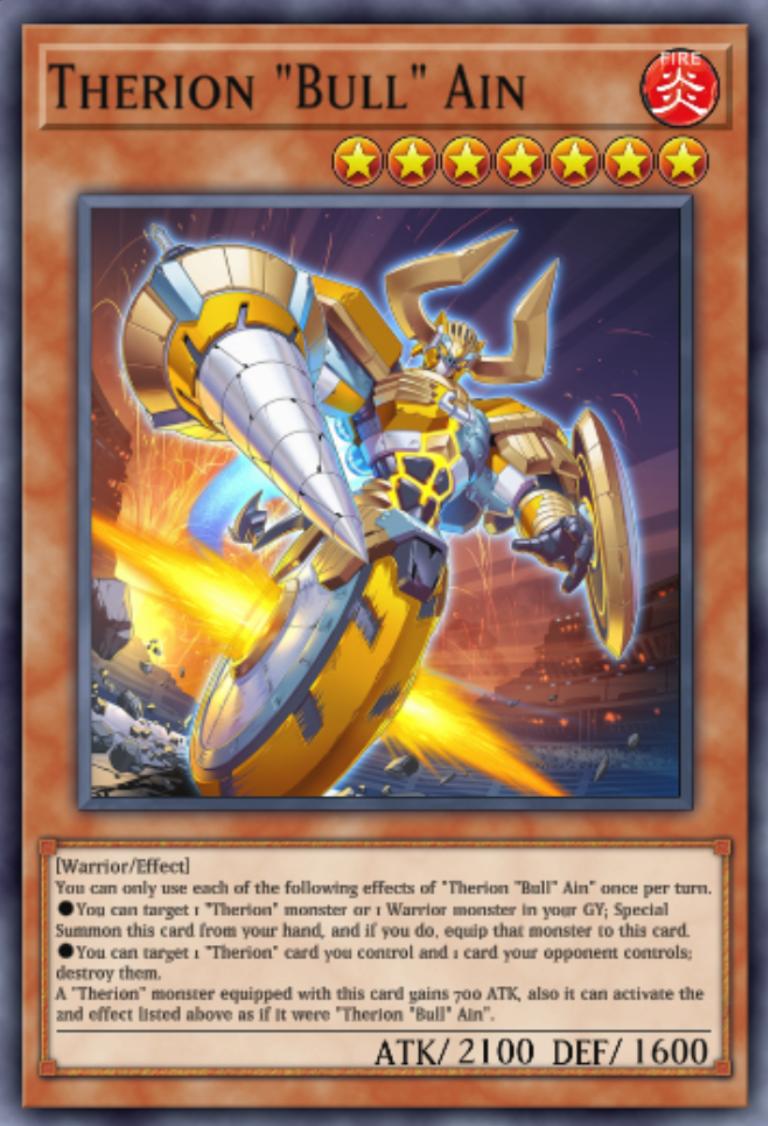 Therion "Bull" Ain
FIRE
炎
[Warrior/Effect]
You can only use each of the following effects of "Therion "Bull" Ain" once per turn.
●You can target 1 "Therion" monster or 1 Warrior monster in your GY; Special
Summon this card from your hand, and if you do, equip that monster to this card.
●You can target 1 "Therion" card you control and 1 card your opponent controls;
destroy them.
A "Therion" monster equipped with this card gains 700 ATK, also it can activate the
2nd effect listed above as if it were "Therion "Bull" Ain".
ATK/ 2100 DEF/ 1600